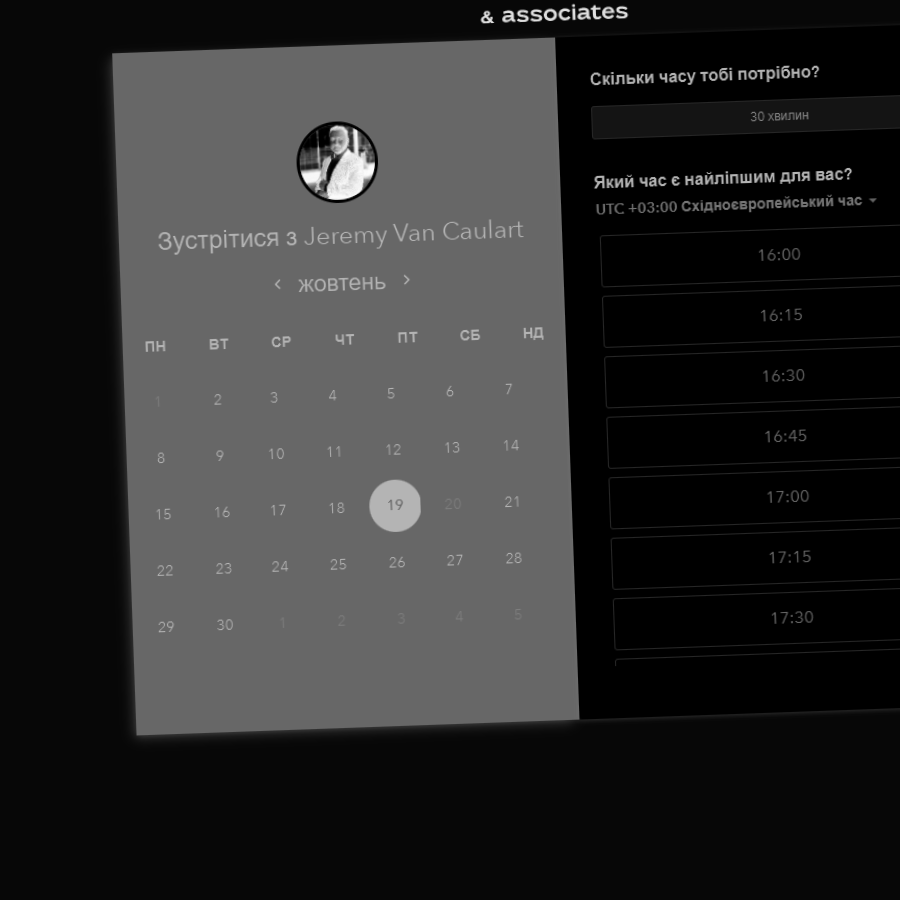 & associates
Зустрітися з Jeremy Van Caulart
жовтень
ПН ВТ СР ЧТ ПТ СБ НД
1 2 3 4 5 6 7
8 9 10 11 12 13 14
15 16 17 18 19 20 21
22 23 24 25 26 27 28
29 30 1 2 3 4 5
Скільки часу тобі потрібно?
30 хвилин
Який час є найліпшим для вас?
UTC +03:00 Східноєвропейський час
16:00
16:15
16:30
16:45
17:00
17:15
17:30